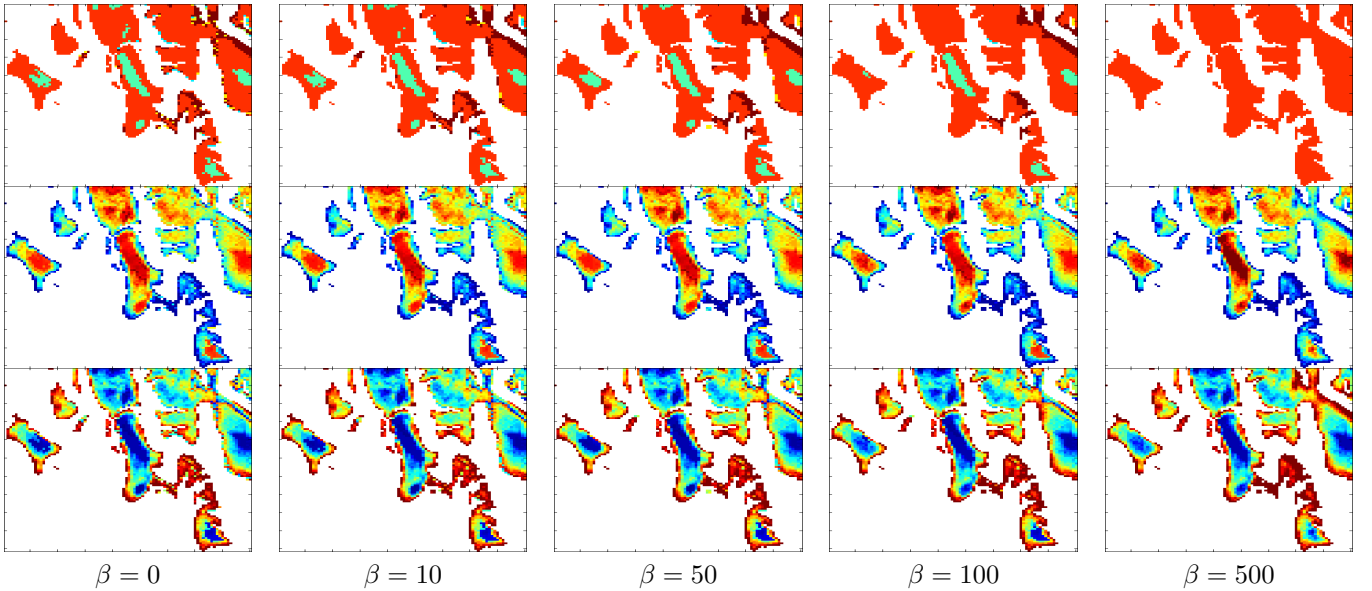 β = 0 β = 10 β = 50 β = 100 β = 500